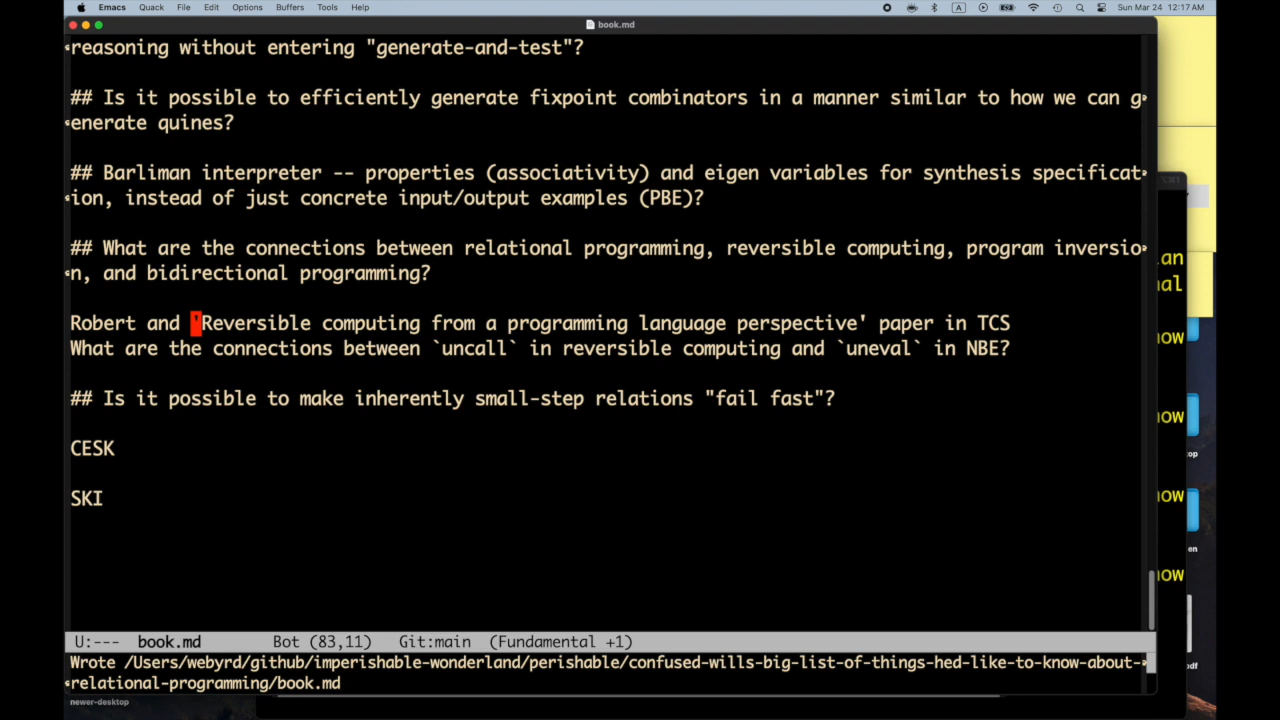 Emacs Quack File Edit Options Buffers Tools Help
A
Sun Mar 24 12:17 AM
book.md
reasoning without entering "generate-and-test"?
## Is it possible to efficiently generate fixpoint combinators in a manner similar to how we can g
enerate quines?
## Barliman interpreter -- properties (associativity) and eigen variables for synthesis specificat
ion, instead of just concrete input/output examples (PBE)?
## What are the connections between relational programming, reversible computing, program inversio
n, and bidirectional programming?
Robert and 'Reversible computing from a programming language perspective' paper in TCS
What are the connections between `uncall` in reversible computing and `uneval` in NBE?
## Is it possible to make inherently small-step relations "fail fast"?
CESK
SKI
U:--- book.md Bot (83,11) Git:main (Fundamental +1)
Wrote /Users/webyrd/github/imperishable-wonderland/perishable/confused-wills-big-list-of-things-hed-like-to-know-about-
relational-programming/book.md
newer-desktop